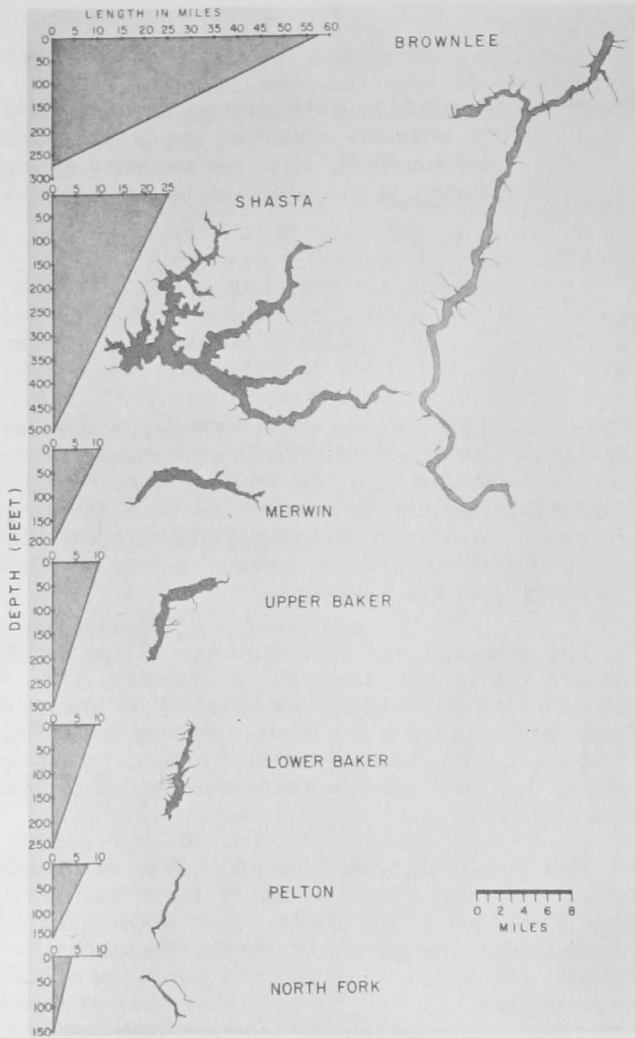 LENGTH IN MILES
0 5 10 15 20 25 30 35 40 45 50 60
BROWNLEE
0
50
100
150
200
250
300
0 5 10 15 20 25
SHASTA
0
50
100
150
200
250
300
350
400
450
500
0 5 10
MERWIN
0
50
100
150
200
DEPTH (FEET)
0 5 10
UPPER BAKER
0
50
100
150
200
250
300
0 5 10
LOWER BAKER
0
50
100
150
200
250
0 5 10
PELTON
0
50
100
150
0 2 4 6 8
MILES
0 5 10
NORTH FORK
0
50
100
150